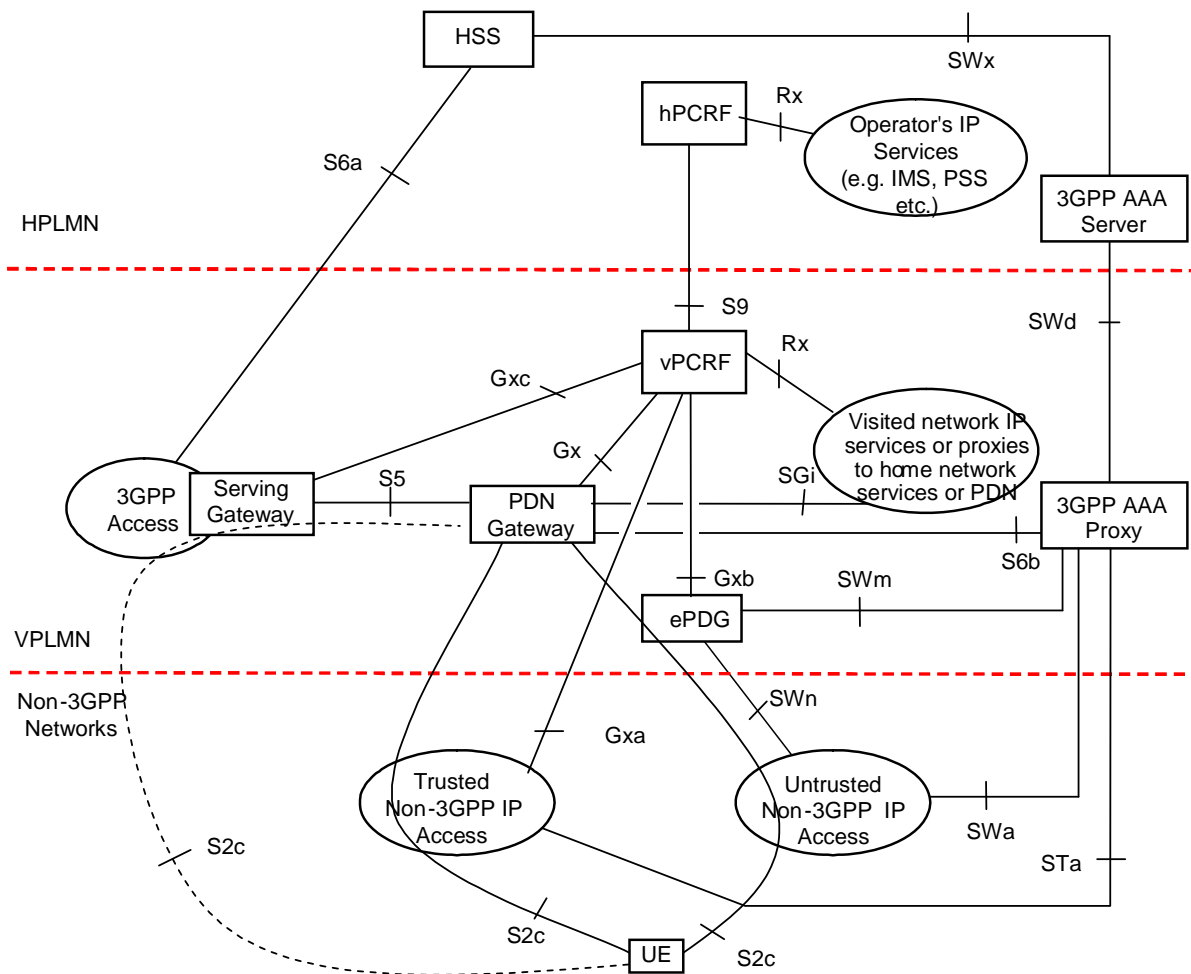 HSS
SWx
Rx
hPCRF
Operator's IP
Services
(e.g. IMS, PSS
etc.)
S6a
3GPP AAA
Server
HPLMN
S9
SWd
Rx
vPCRF
Gxc
Visited network IP
services or proxies
to home network
services or PDN
Gx
SGi
S5
3GPP
Access
Serving
Gateway
PDN
Gateway
3GPP AAA
Proxy
S6b
Gxb
SWm
ePDG
VPLMN
Non-3GPP
Networks
SWn
Gxa
Trusted
Non-3GPP IP
Access
Untrusted
Non-3GPP IP
Access
SWa
S2c
STa
S2c
S2c
UE